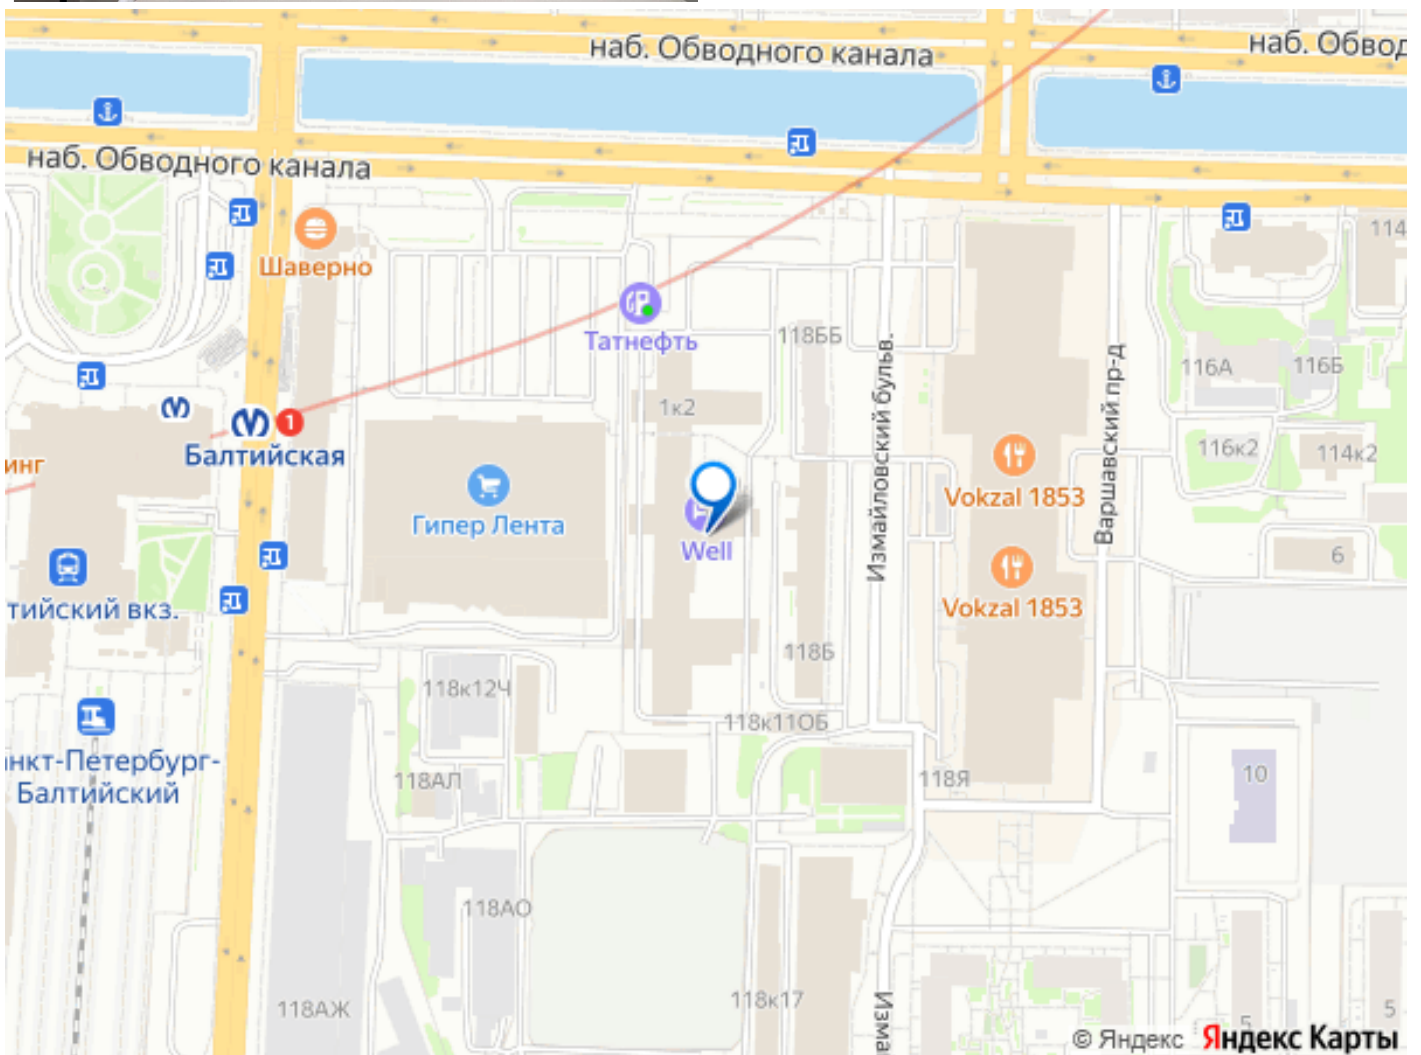 наб. Обводного канала
наб. Обвод
наб. Обводного канала
114
Шаверно
Татнефть
118ББ
116А
116Б
Измайловский бульв.
Варшавский пр-д
1к2
1
Балтийская
инг
Гипер Лента
Well
Vokzal 1853
116к2
114к2
6
Vokzal 1853
тийский вкз.
118Б
118к12Ч
118к11ОБ
нкт-Петербург-
Балтийский
118АЛ
118Я
10
118АО
118АЖ
118к17
Изма
5
5
© Яндекс Яндекс Карты